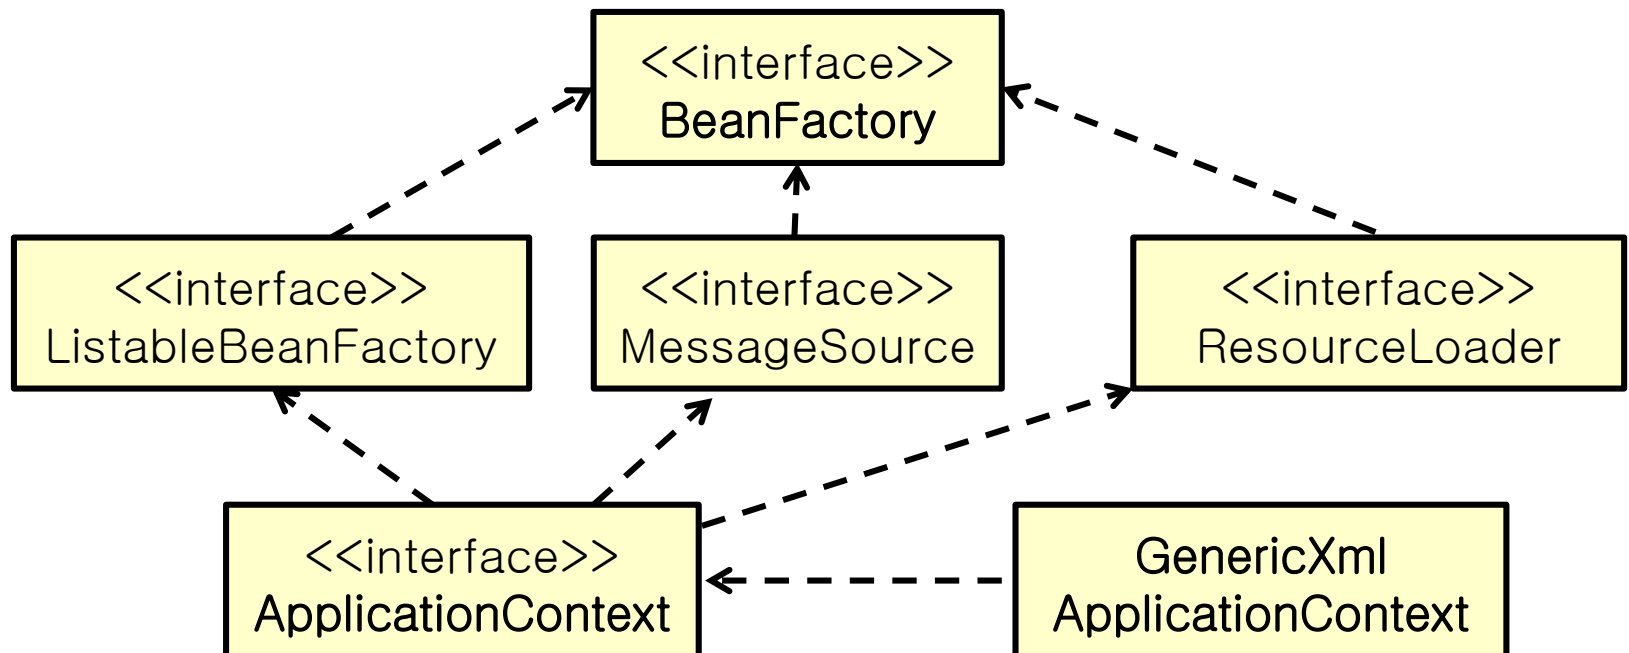 <<interface>>
BeanFactory
<<interface>>
ListableBeanFactory
<<interface>>
MessageSource
<<interface>>
ResourceLoader
<<interface>>
ApplicationContext
GenericXml
ApplicationContext